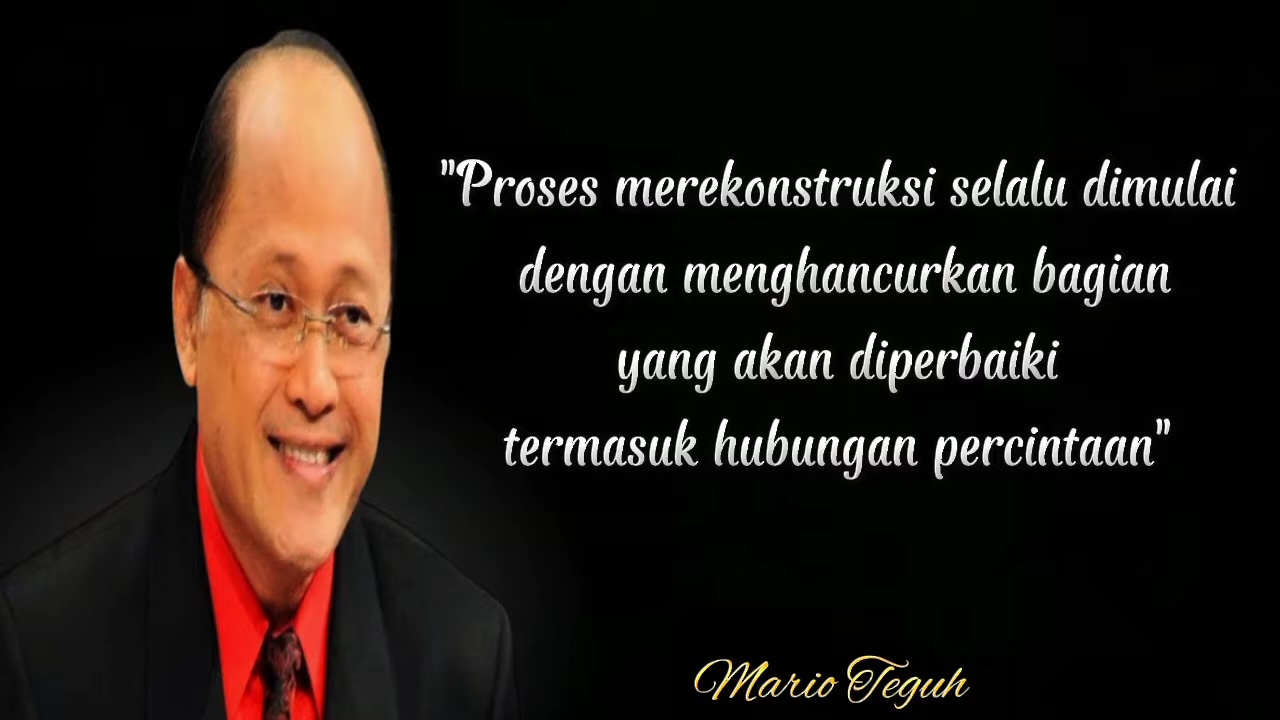 "Proses merekonstruksi selalu dimulai
dengan menghancurkan bagian
yang akan diperbaiki
termasuk hubungan percintaan"
Mario Teguh